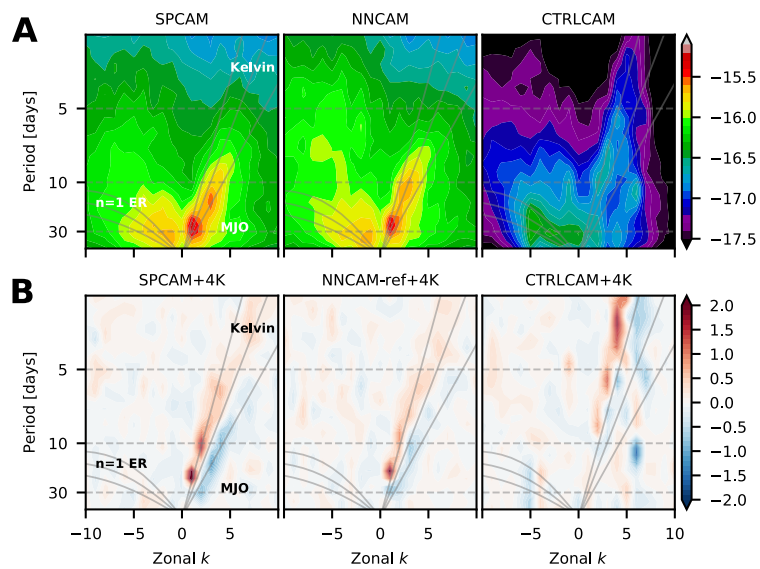 A
SPCAM
NNCAM
CTRLCAM
Period [days]
5
10
30
Kelvin
n=1 ER
MJO
−15.5
−16.0
−16.5
−17.0
−17.5
B
SPCAM+4K
NNCAM-ref+4K
CTRLCAM+4K
Period [days]
5
10
30
Kelvin
n=1 ER
MJO
2.0
1.5
1.0
0.5
0.0
−0.5
−1.0
−1.5
−2.0
−10 −5 0 5
−5 0 5
−5 0 5 10
Zonal k
Zonal k
Zonal k